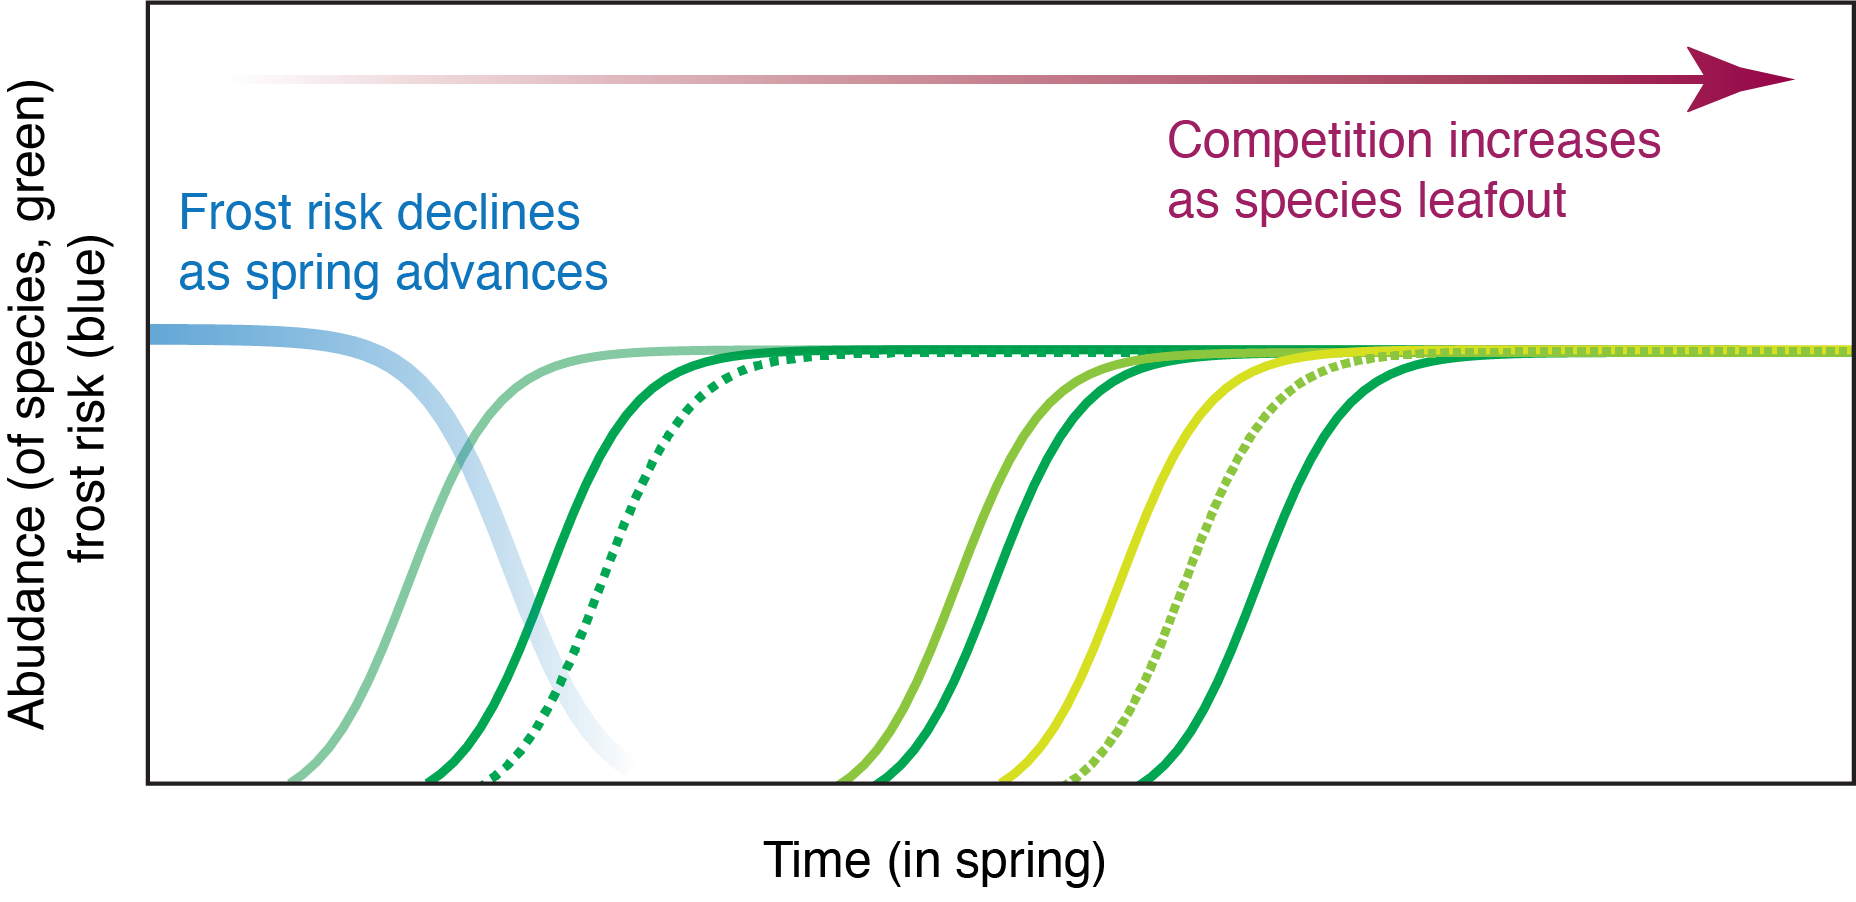 Abudance (of species, green)
frost risk (blue)
Frost risk declines
as spring advances
Competition increases
as species leafout
Time (in spring)